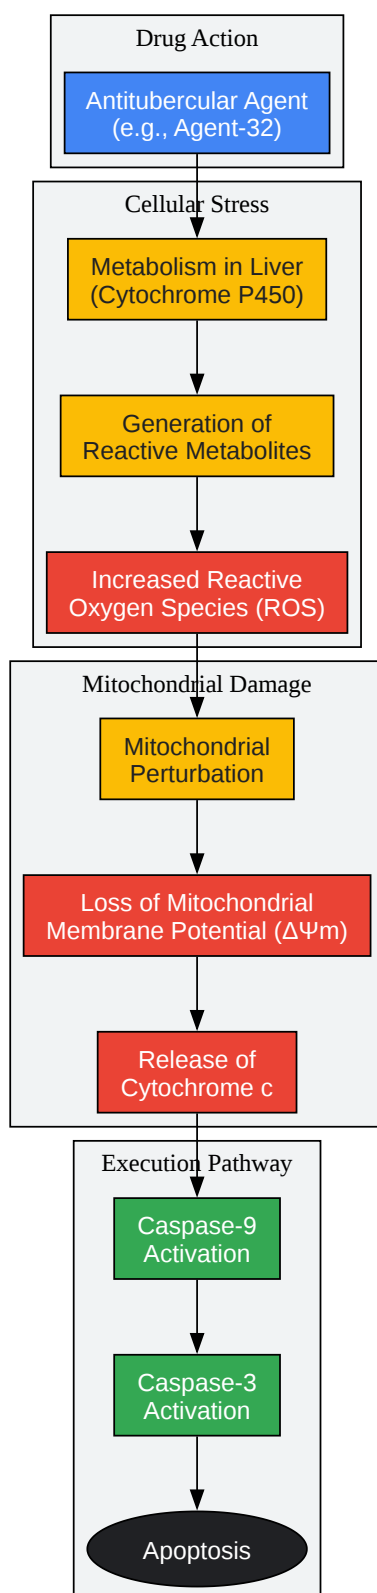 Drug Action
Antitubercular Agent
(e.g., Agent-32)
Cellular Stress
Metabolism in Liver
(Cytochrome P450)
Generation of
Reactive Metabolites
Increased Reactive
Oxygen Species (ROS)
Mitochondrial Damage
Mitochondrial
Perturbation
Loss of Mitochondrial
Membrane Potential (ΔΨm)
Release of
Cytochrome c
Execution Pathway
Caspase-9
Activation
Caspase-3
Activation
Apoptosis